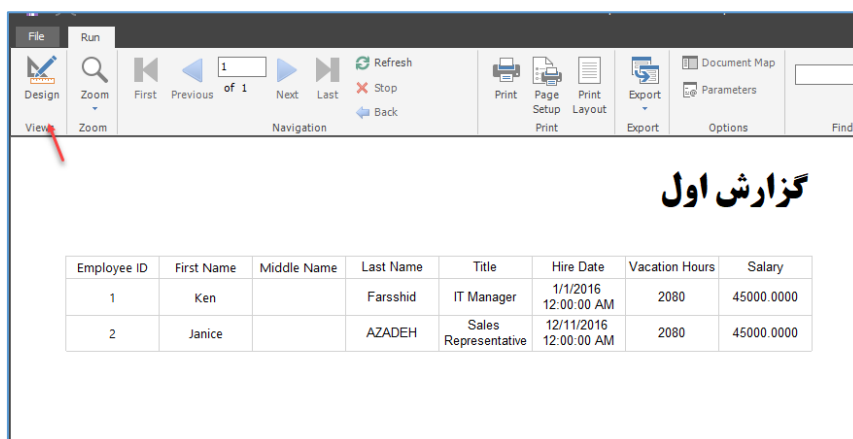 File Run
1
Refresh
Document Map
Design Zoom First Previous of 1 Next Last Stop Print Page Setup Print Layout Export Parameters
Back
Views Zoom Navigation Print Export Options Find
گزارش اول
Employee ID First Name Middle Name Last Name Title Hire Date Vacation Hours Salary
1 Ken Farsshid IT Manager 1/1/2016 12:00:00 AM 2080 45000.0000
2 Janice AZADEH Sales Representative 12/11/2016 12:00:00 AM 2080 45000.0000